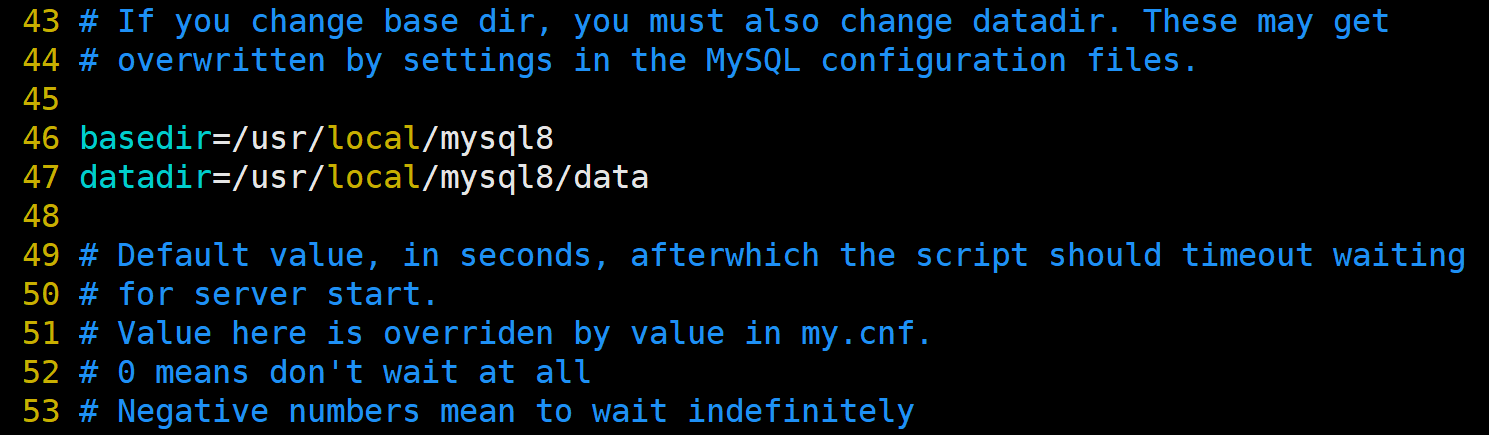 43 # If you change base dir, you must also change datadir. These may get
44 # overwritten by settings in the MySQL configuration files.
45
46 basedir=/usr/local/mysql8
47 datadir=/usr/local/mysql8/data
48
49 # Default value, in seconds, afterwhich the script should timeout waiting
50 # for server start.
51 # Value here is overriden by value in my.cnf.
52 # 0 means don't wait at all
53 # Negative numbers mean to wait indefinitely